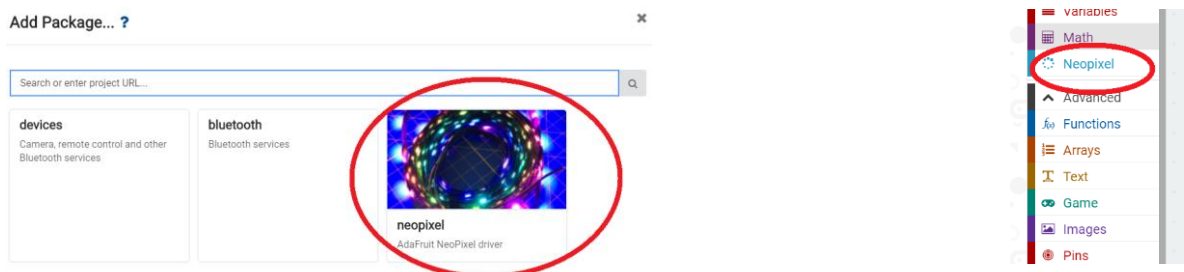 Add Package... ?
×
Search or enter project URL...
devices
Camera, remote control and other
Bluetooth services
bluetooth
Bluetooth services
neopixel
AdaFruit NeoPixel driver
Variables
Math
Neopixel
Advanced
f(x) Functions
Arrays
T Text
Game
Images
Pins